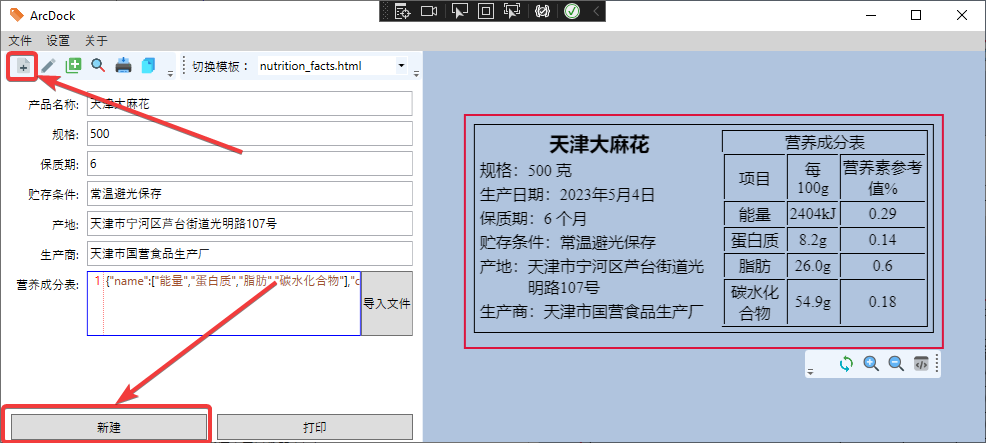 ArcDock
文件 设置 关于
切换模板： nutrition_facts.html
产品名称: 天津大麻花
规格: 500
保质期: 6
贮存条件: 常温避光保存
产地: 天津市宁河区芦台街道光明路107号
生产商: 天津市国营食品生产厂
营养成分表: 1 {"name":["能量","蛋白质","脂肪","碳水化合物"],"c
导入文件
新建 打印
天津大麻花
规格：500 克
生产日期：2023年5月4日
保质期：6 个月
贮存条件：常温避光保存
产地：天津市宁河区芦台街道光
明路107号
生产商：天津市国营食品生产厂
营养成分表
项目 每100g 营养素参考值%
能量 2404kJ 0.29
蛋白质 8.2g 0.14
脂肪 26.0g 0.6
碳水化合物 54.9g 0.18